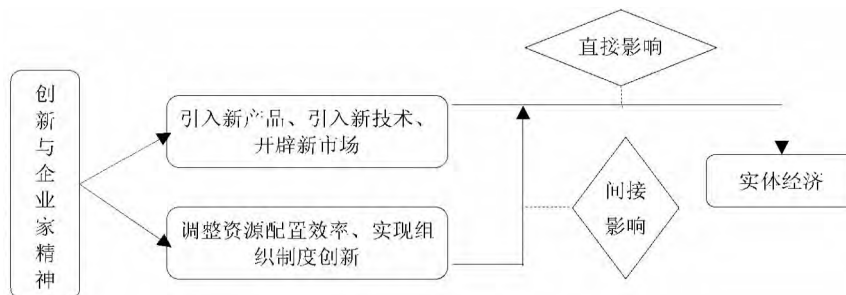 创新与企业家精神
引入新产品、引入新技术、
开辟新市场
调整资源配置效率、实现组
织制度创新
直接影响
间接
影响
实体经济